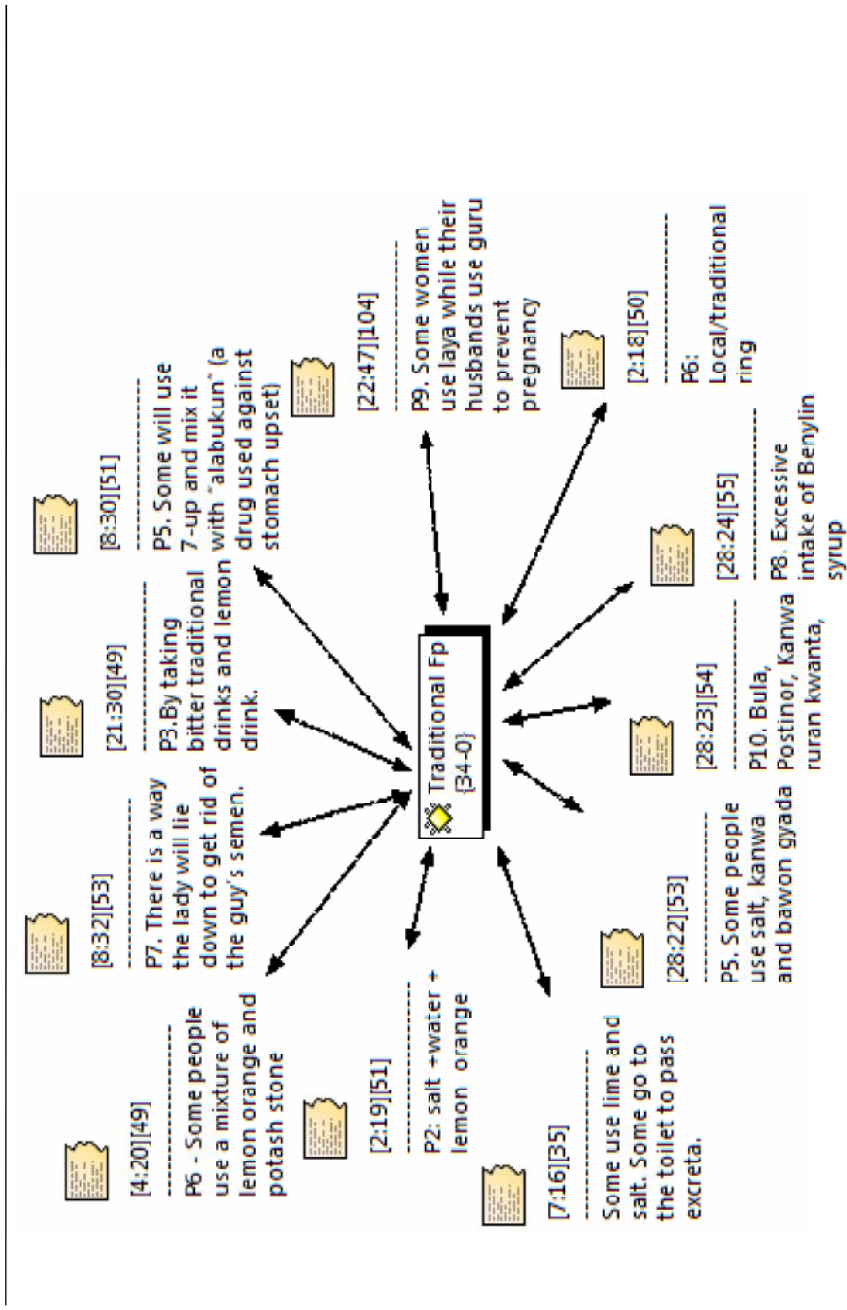 [4:20][49]
P6 - Some people
use a mixture of
lemon orange and
potash stone
[8:32][53]
P7. There is a way
the lady will lie
down to get rid of
the guy's semen.
[21:30][49]
P3.By taking
bitter traditional
drinks and lemon
drink.
[8:30][51]
P5. Some will use
7-up and mix it
with "alabukun" (a
drug used against
stomach upset)
[2:19][51]
P2: salt +water +
lemon orange
[22:47][104]
P9. Some women
use laya while their
husbands use guru
to prevent
pregnancy
Traditional Fp
{34-0}
[7:16][35]
Some use lime and
salt. Some go to
the toilet to pass
excreta.
[28:22][53]
P5. Some people
use salt, kanwa
and bawon gyada
[28:23][54]
P10. Bula,
Postinor, Kanwa
ruran kwanta,
[28:24][55]
P8. Excessive
intake of Benylin
syrup
[2:18][50]
P6:
Local/traditional
ring